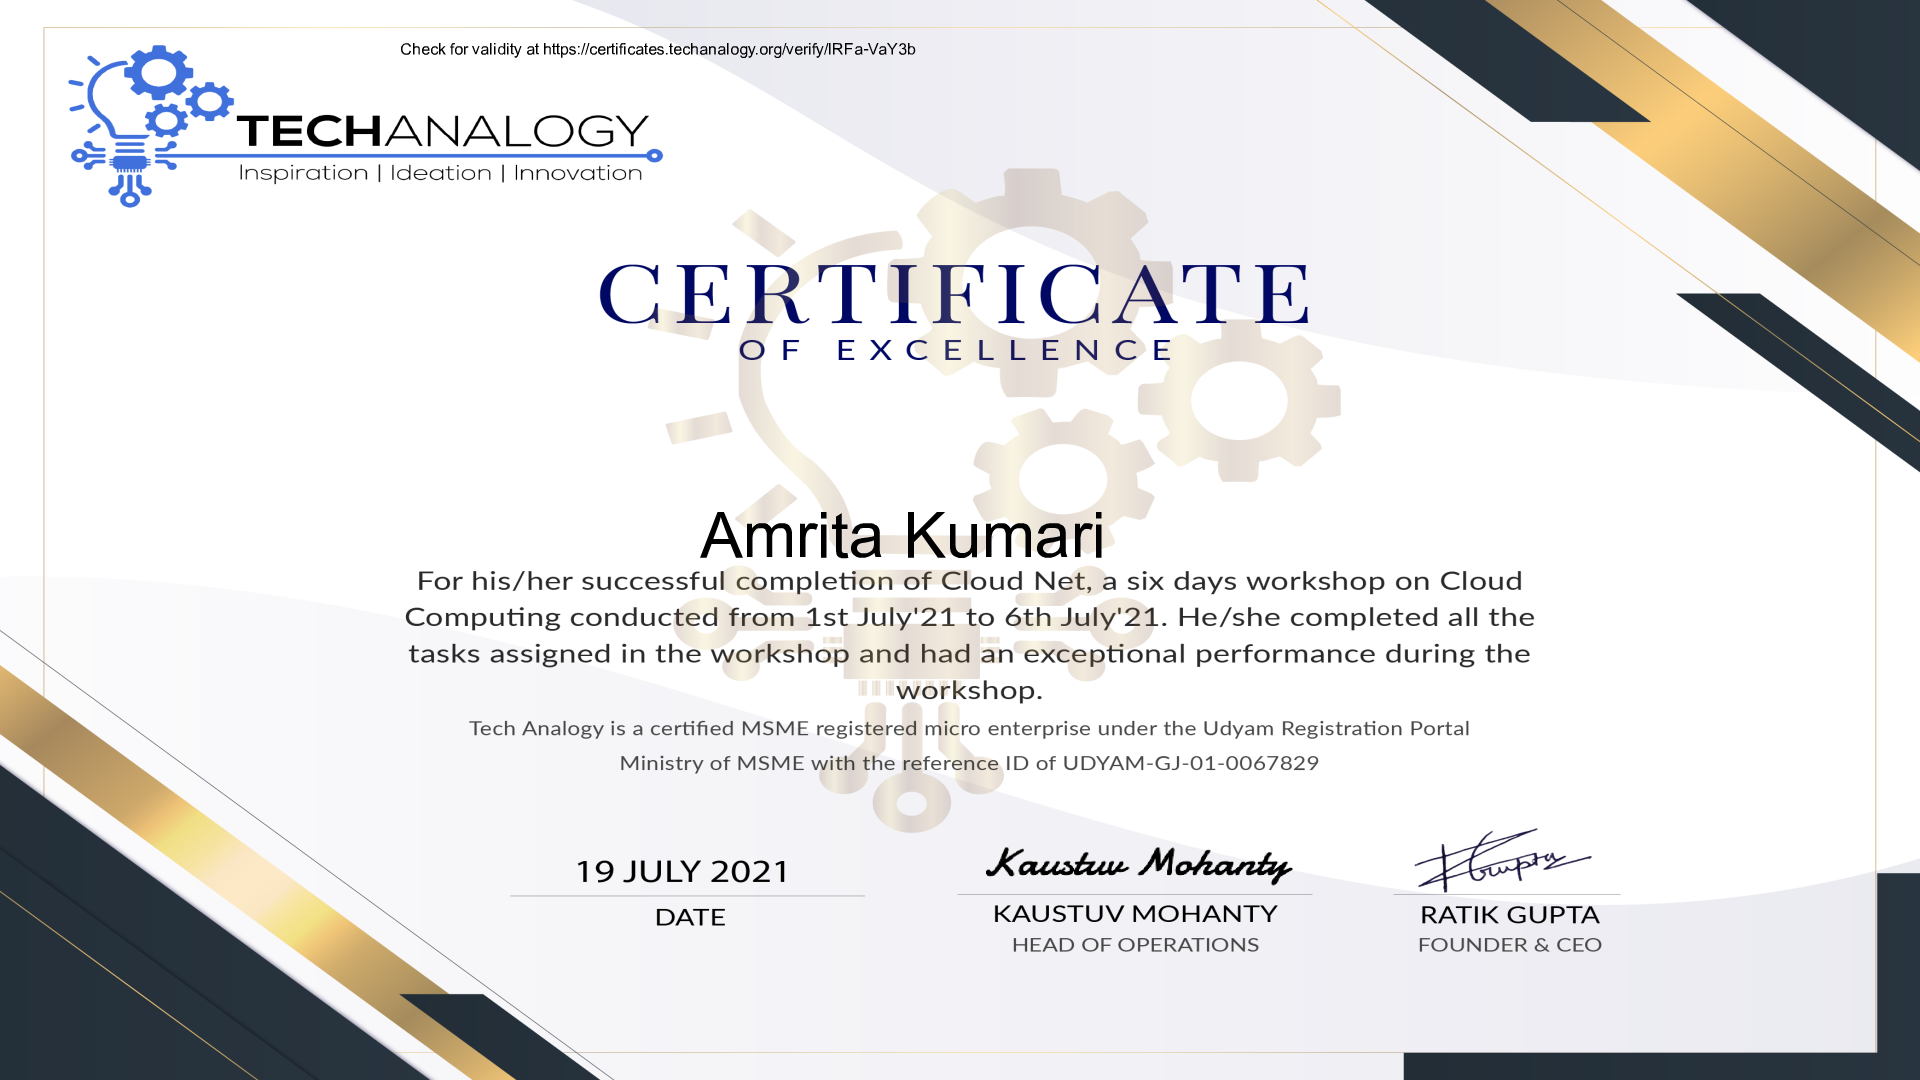 Check for validity at https://certificates.techanalogy.org/verify/IRFa-VaY3b
TECHANALOGY
Inspiration | Ideation | Innovation
CERTIFICATE
OF EXCELLENCE
Amrita Kumari
For his/her successful completion of Cloud Net, a six days workshop on Cloud
Computing conducted from 1st July'21 to 6th July'21. He/she completed all the
tasks assigned in the workshop and had an exceptional performance during the
workshop.
Tech Analogy is a certified MSME registered micro enterprise under the Udyam Registration Portal
Ministry of MSME with the reference ID of UDYAM-GJ-01-0067829
19 JULY 2021
DATE
Kaustuv Mohanty
KAUSTUV MOHANTY
HEAD OF OPERATIONS
RGupta
RATIK GUPTA
FOUNDER & CEO